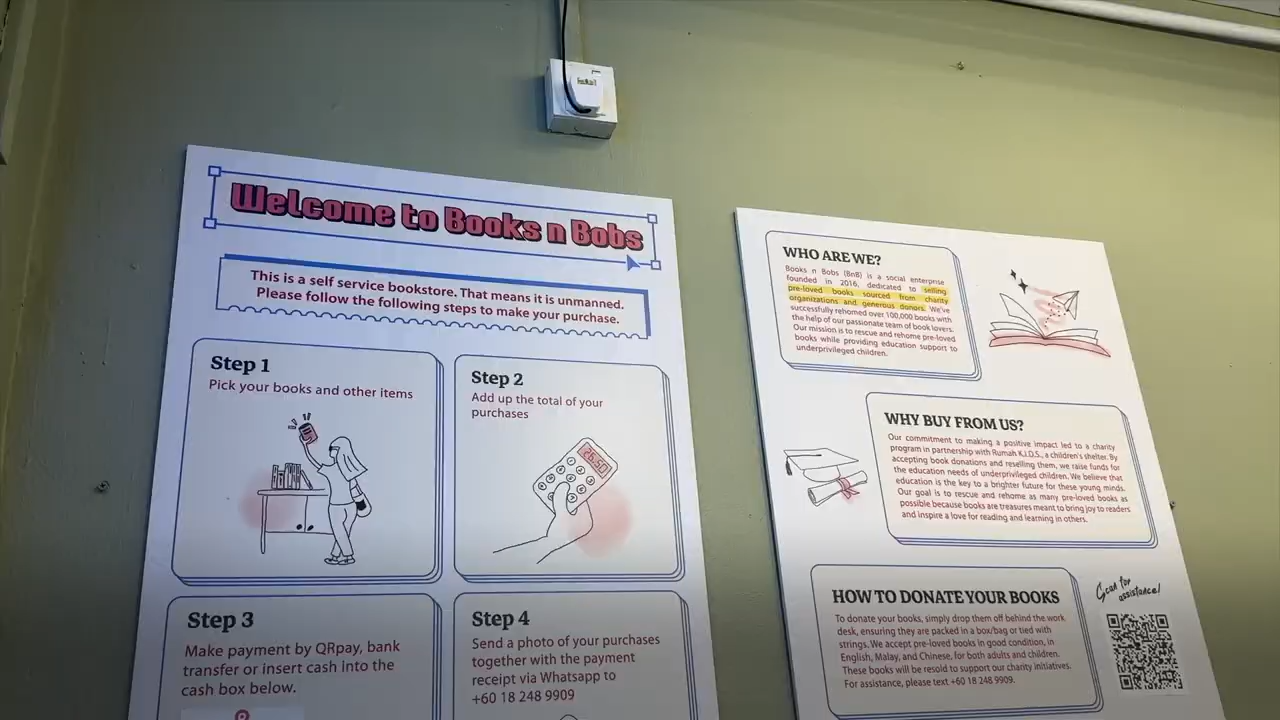 Welcome to Books n Bobs
This is a self service bookstore. That means it is unmanned.
Please follow the following steps to make your purchase.
Step 1
Pick your books and other items
Step 2
Add up the total of your
purchases
26.50
Step 3
Make payment by QRpay, bank
transfer or insert cash into the
cash box below.
Step 4
Send a photo of your purchases
together with the payment
receipt via Whatsapp to
+60 18 248 9909
WHO ARE WE?
Books n Bobs (BnB) is a social enterprise
founded in 2016, dedicated to selling
pre-loved books sourced from charity
organizations and generous donors. We've
successfully rehomed over 100,000 books with
the help of our passionate team of book lovers.
Our mission is to rescue and rehome pre-loved
books while providing education support to
underprivileged children.
WHY BUY FROM US?
Our commitment to making a positive impact led to a charity
program in partnership with Rumah K.I.D.S., a children's shelter. By
accepting book donations and reselling them, we raise funds for
the education needs of underprivileged children. We believe that
education is the key to a brighter future for these young minds.
Our goal is to rescue and rehome as many pre-loved books as
possible because books are treasures meant to bring joy to readers
and inspire a love for reading and learning in others.
HOW TO DONATE YOUR BOOKS
To donate your books, simply drop them off behind the work
desk, ensuring they are packed in a box/bag or tied with
strings. We accept pre-loved books in good condition, in
English, Malay, and Chinese, for both adults and children.
These books will be resold to support our charity initiatives.
For assistance, please text +60 18 248 9909.
Scan for
assistance!